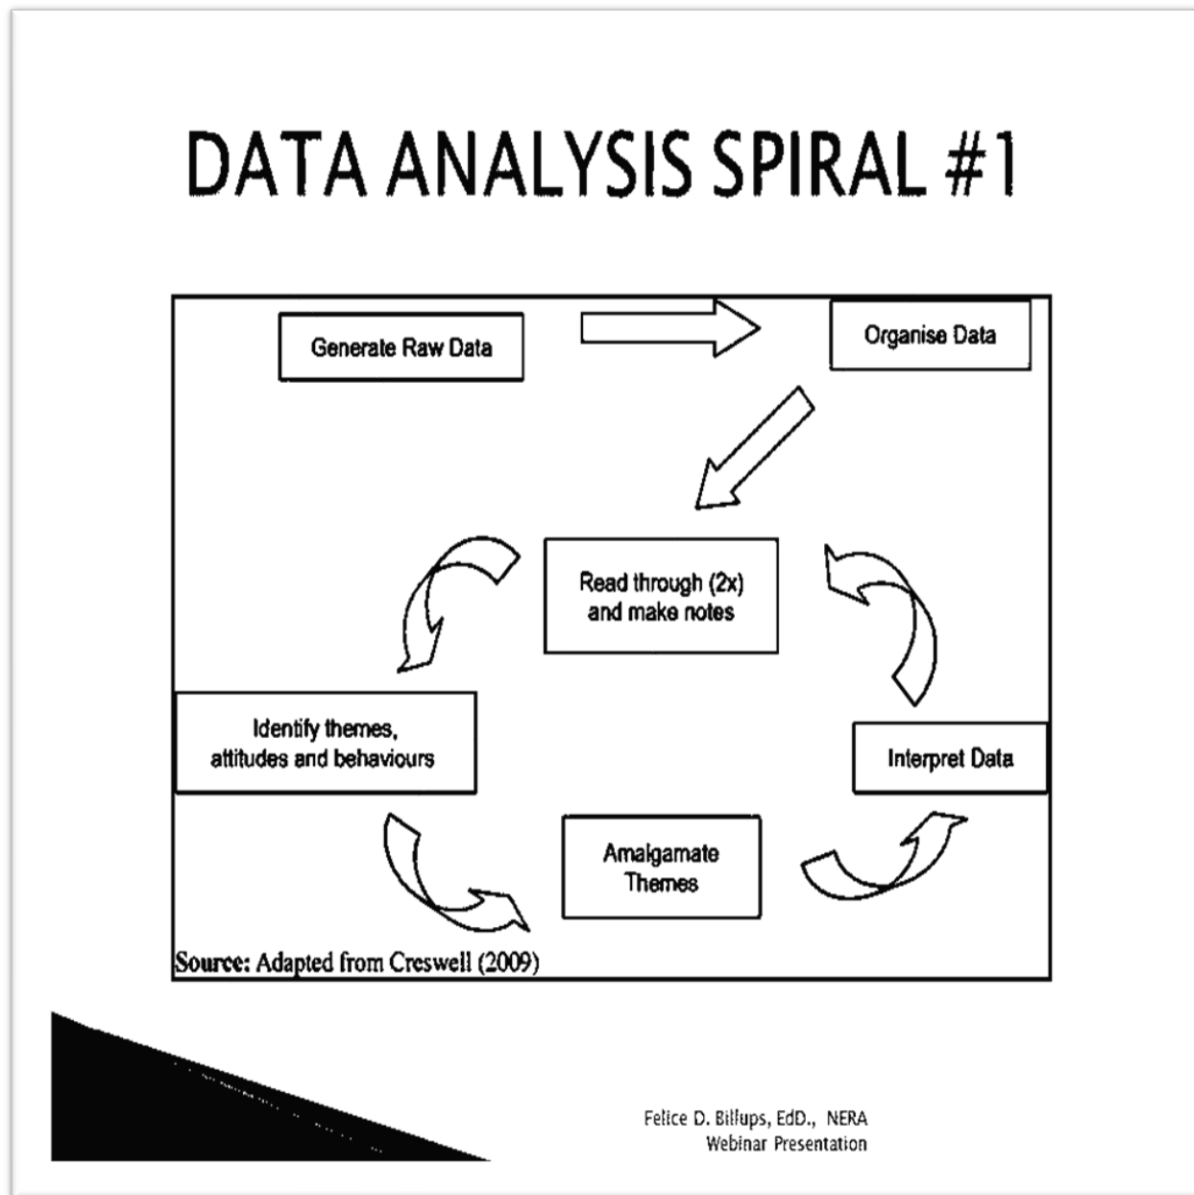 DATA ANALYSIS SPIRAL #1
Generate Raw Data
Organise Data
Read through (2x)
and make notes
Identify themes,
attitudes and behaviours
Interpret Data
Amalgamate
Themes
Source: Adapted from Creswell (2009)
Felice D. Billups, EdD., NERA
Webinar Presentation